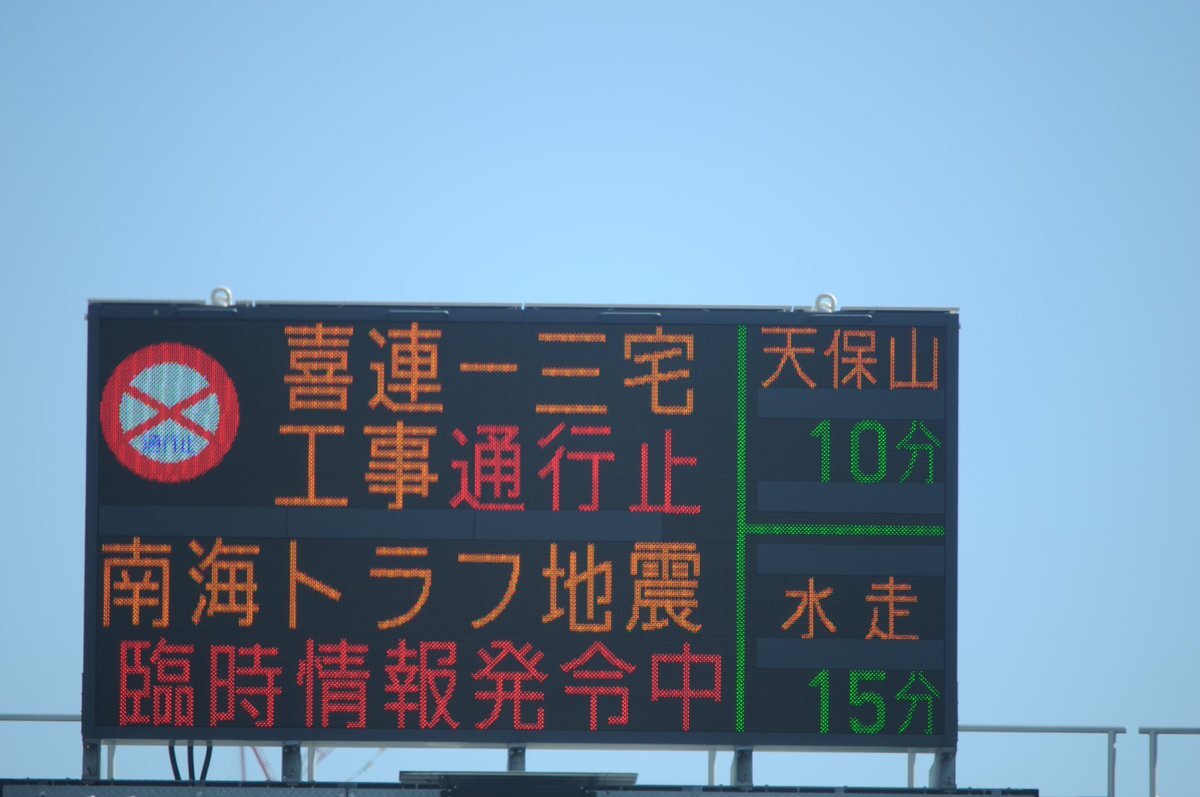 喜連ー三宅
工事通行止
南海トラフ地震
臨時情報発令中
天保山
10分
水走
15分